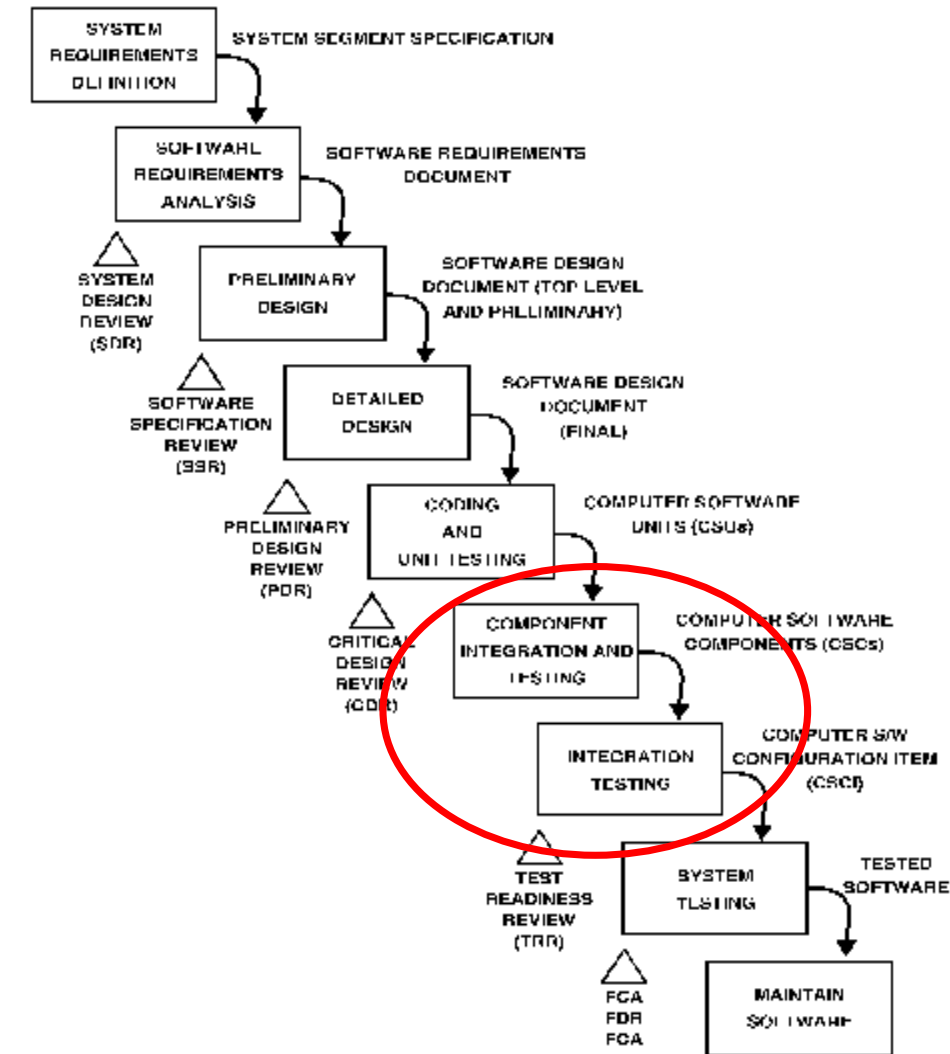 SYSTEM
REQUIREMENTS
DEFINITION
SYSTEM SEGMENT SPECIFICATION
SOFTWARE
REQUIREMENTS
ANALYSIS
SOFTWARE REQUIREMENTS
DOCUMENT
SYSTEM
DESIGN
REVIEW
(SDR)
PRELIMINARY
DESIGN
SOFTWARE DESIGN
DOCUMENT (TOP LEVEL
AND PRELIMINARY)
SOFTWARE
SPECIFICATION
REVIEW
(SSR)
DETAILED
DESIGN
SOFTWARE DESIGN
DOCUMENT
(FINAL)
PRELIMINARY
DESIGN
REVIEW
(PDR)
CODING
AND
UNIT TESTING
COMPUTER SOFTWARE
UNITS (CSUs)
CRITICAL
DESIGN
REVIEW
(CDR)
COMPONENT
INTEGRATION AND
TESTING
COMPUTER SOFTWARE
COMPONENTS (CSCs)
INTEGRATION
TESTING
COMPUTER S/W
CONFIGURATION ITEM
(CSCI)
TEST
READINESS
REVIEW
(TRR)
SYSTEM
TESTING
TESTED
SOFTWARE
FCA
FDR
FCA
MAINTAIN
SOFTWARE